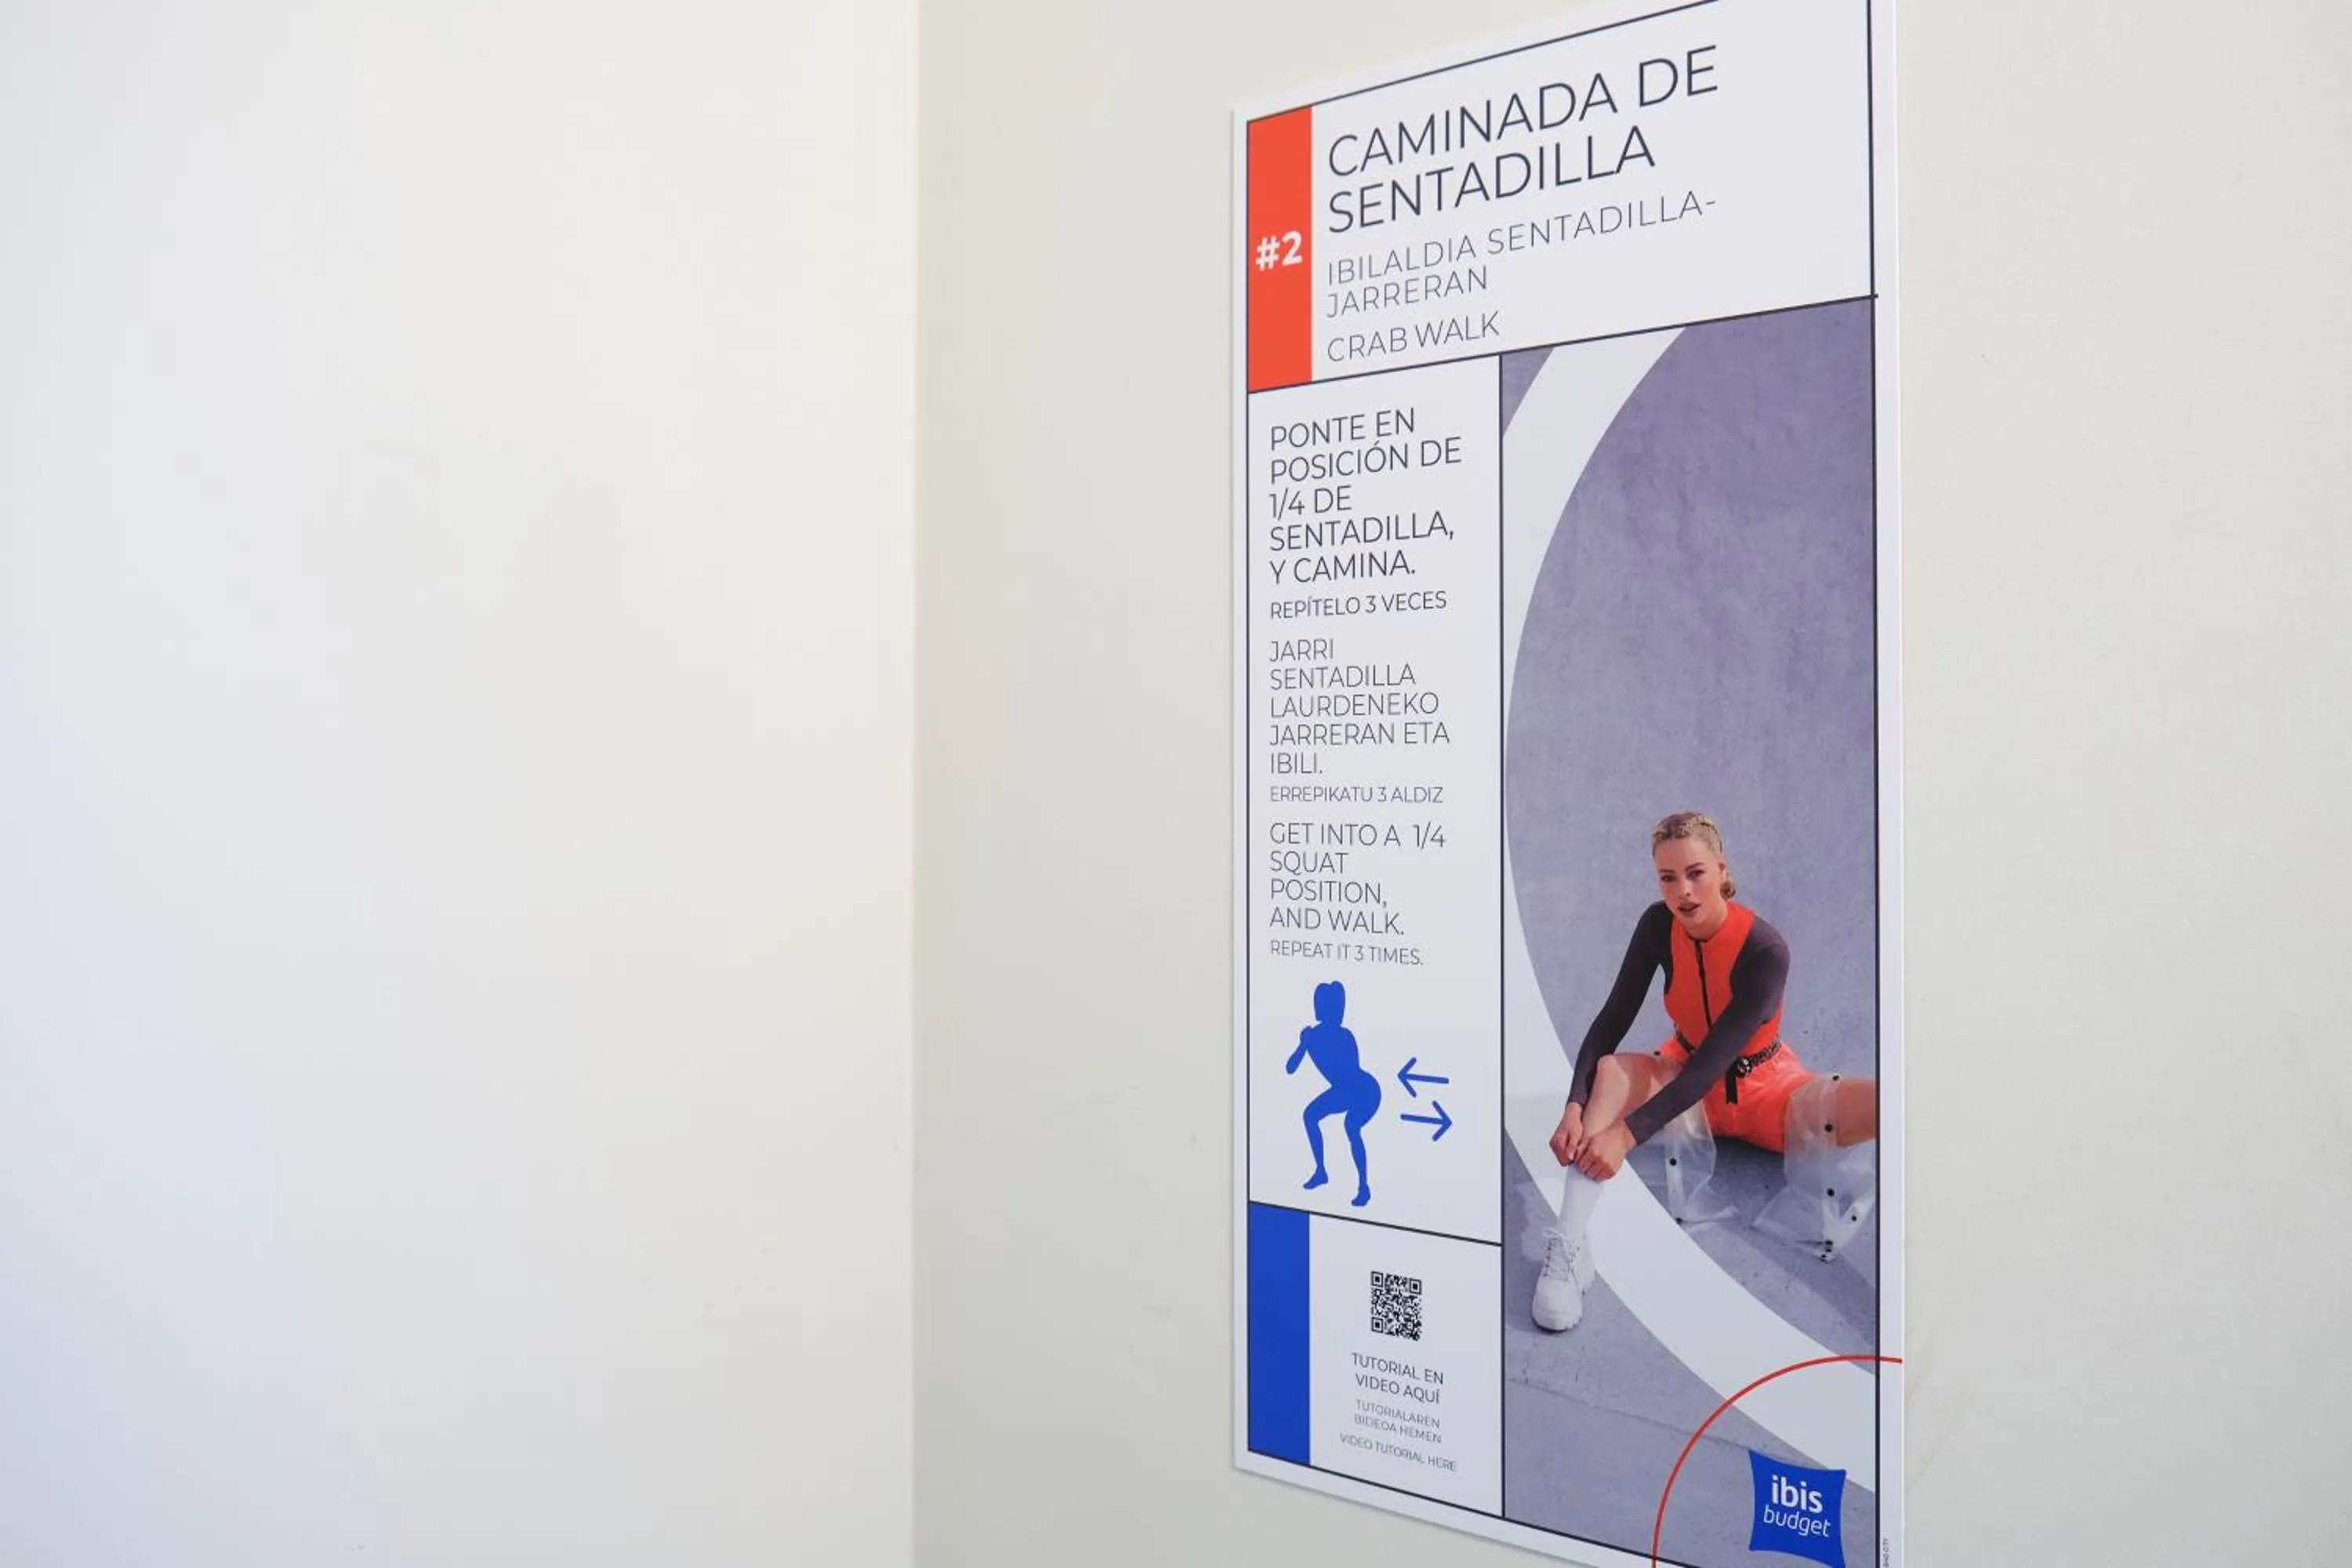 #2
CAMINADA DE
SENTADILLA
IBILALDIA SENTADILLA-
JARRERAN
CRAB WALK
PONTE EN
POSICIÓN DE
1/4 DE
SENTADILLA,
Y CAMINA.
REPÍTELO 3 VECES
JARRI
SENTADILLA
LAURDENEKO
JARRERAN ETA
IBILI.
ERREPIKATU 3 ALDIZ
GET INTO A 1/4
SQUAT
POSITION,
AND WALK.
REPEAT IT 3 TIMES.
TUTORIAL EN
VIDEO AQUÍ
TUTORIALAREN
BIDEOA HEMEN
VIDEO TUTORIAL HERE
ibis
budget